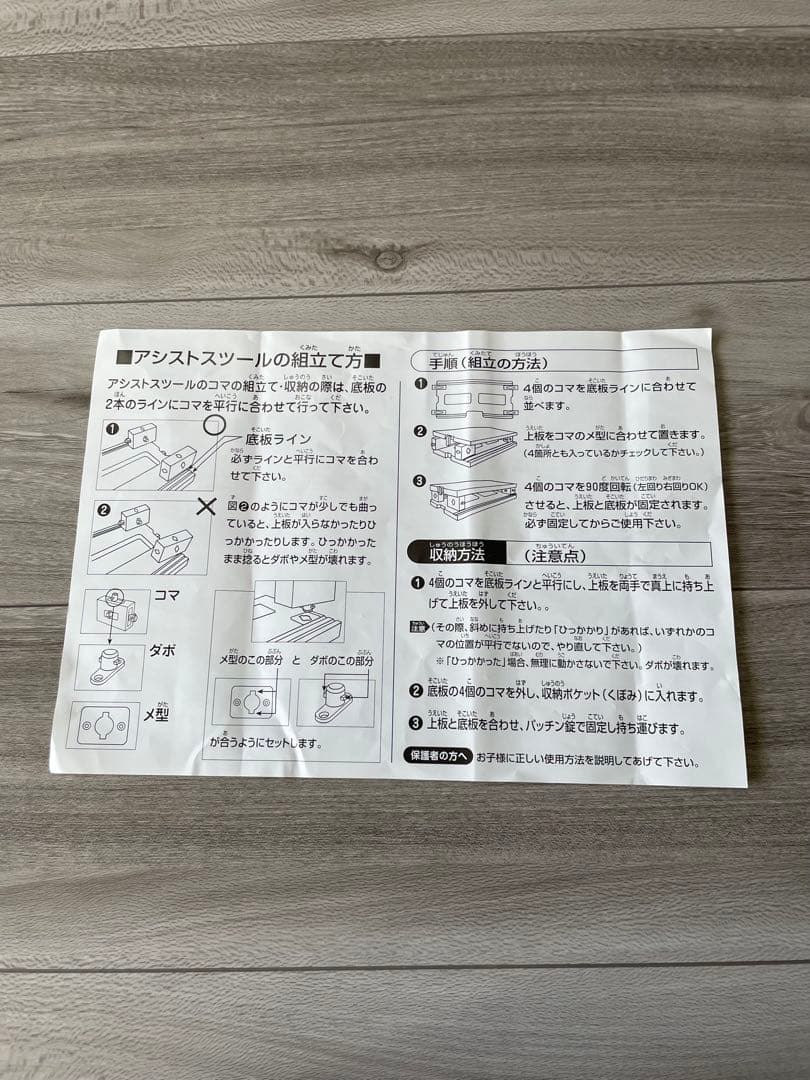 ■アシストスツールの組立て方■
アシストスツールのコマの組立て・収納の際は、底板の
2本のラインにコマを平行に合わせて行って下さい。
❶
底板ライン
必ずラインと平行にコマを合わ
せて下さい。
❷
図❷のようにコマが少しでも曲っ
ていると、上板が入らなかったりひ
っかかったりします。ひっかかった
まま捻るとダボやメ型が壊れます。
コマ
ダボ
メ型
メ型のこの部分 と ダボのこの部分
が合うようにセットします。
手順(組立の方法)
❶ 4個のコマを底板ラインに合わせて
並べます。
❷ 上板をコマのメ型に合わせて置きます。
(4箇所とも入っているかチェックして下さい。)
❸ 4個のコマを90度回転(左回り右回りOK)
させると、上板と底板が固定されます。
必ず固定してからご使用下さい。
収納方法 (注意点)
❶ 4個のコマを底板ラインと平行にし、上板を両手で真上に持ち上
げて上板を外して下さい。。
注意 (その際、斜めに持ち上げたり「ひっかかり」があれば、いずれかのコ
マの位置が平行でないので、やり直して下さい。)
※「ひっかかった」場合、無理に動かさないで下さい。ダボが壊れます。
❷ 底板の4個のコマを外し、収納ポケット(くぼみ)に入れます。
❸ 上板と底板を合わせ、パッチン錠で固定し持ち運びます。
保護者の方へ お子様に正しい使用方法を説明してあげて下さい。